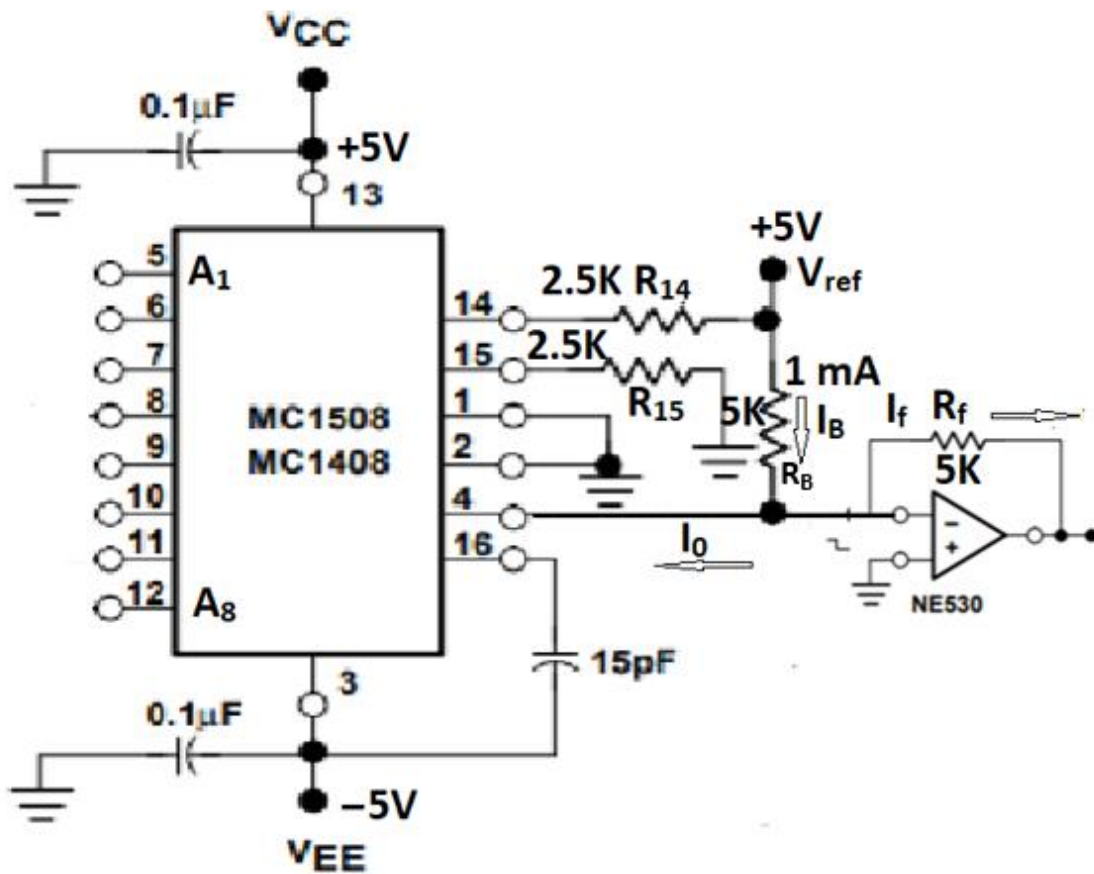 VCC
0.1μF
+5V
13
5
A1
6
7
8
9
10
11
12
A8
MC1508
MC1408
14
15
1
2
4
16
3
2.5K R14
2.5K
R15
+5V
Vref
1 mA
5K
IB
RB
If
Rf
5K
I0
NE530
15pF
0.1μF
–5V
VEE